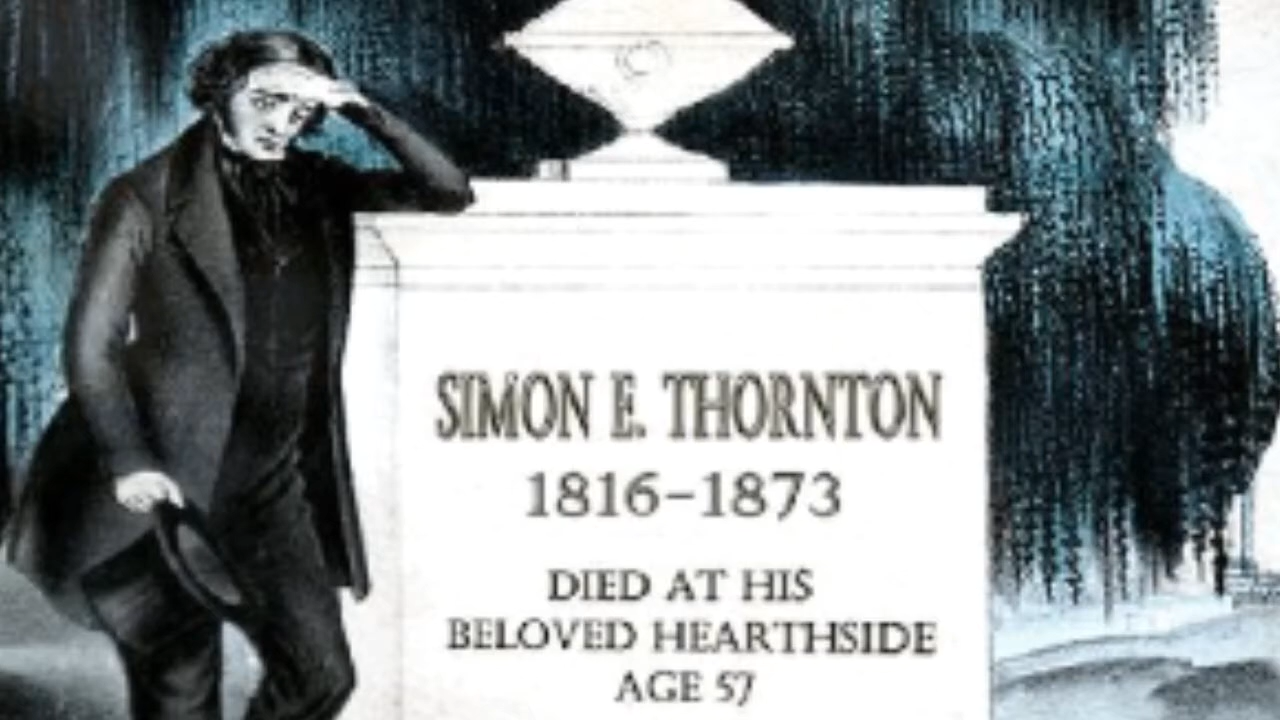 SIMON E. THORNTON
1816–1873
DIED AT HIS
BELOVED HEARTHSIDE
AGE 57